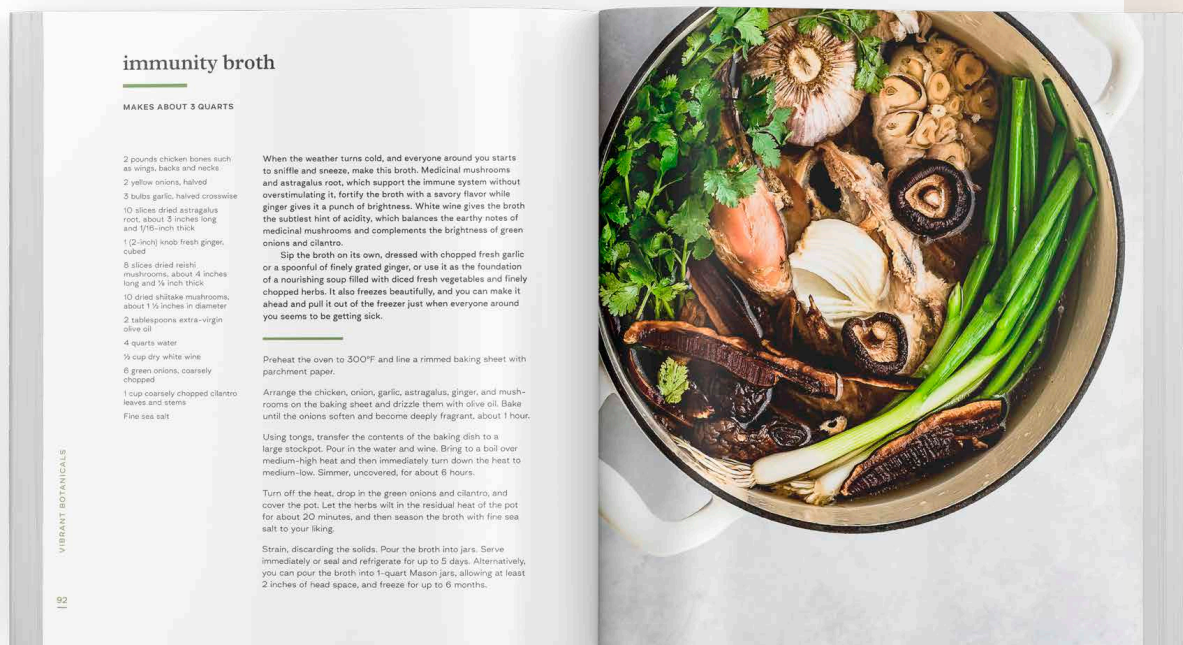 immunity broth
MAKES ABOUT 3 QUARTS
2 pounds chicken bones such
as wings, backs and necks
2 yellow onions, halved
3 bulbs garlic, halved crosswise
10 slices dried astragalus
root, about 3 inches long
and 1/16-inch thick
1 (2-inch) knob fresh ginger,
cubed
8 slices dried reishi
mushrooms, about 4 inches
long and ⅛ inch thick
10 dried shiitake mushrooms,
about 1 ½ inches in diameter
2 tablespoons extra-virgin
olive oil
4 quarts water
½ cup dry white wine
6 green onions, coarsely
chopped
1 cup coarsely chopped cilantro
leaves and stems
Fine sea salt
When the weather turns cold, and everyone around you starts
to sniffle and sneeze, make this broth. Medicinal mushrooms
and astragalus root, which support the immune system without
overstimulating it, fortify the broth with a savory flavor while
ginger gives it a punch of brightness. White wine gives the broth
the subtlest hint of acidity, which balances the earthy notes of
medicinal mushrooms and complements the brightness of green
onions and cilantro.
Sip the broth on its own, dressed with chopped fresh garlic
or a spoonful of finely grated ginger, or use it as the foundation
of a nourishing soup filled with diced fresh vegetables and finely
chopped herbs. It also freezes beautifully, and you can make it
ahead and pull it out of the freezer just when everyone around
you seems to be getting sick.
Preheat the oven to 300°F and line a rimmed baking sheet with
parchment paper.
Arrange the chicken, onion, garlic, astragalus, ginger, and mush-
rooms on the baking sheet and drizzle them with olive oil. Bake
until the onions soften and become deeply fragrant, about 1 hour.
Using tongs, transfer the contents of the baking dish to a
large stockpot. Pour in the water and wine. Bring to a boil over
medium-high heat and then immediately turn down the heat to
medium-low. Simmer, uncovered, for about 6 hours.
Turn off the heat, drop in the green onions and cilantro, and
cover the pot. Let the herbs wilt in the residual heat of the pot
for about 20 minutes, and then season the broth with fine sea
salt to your liking.
Strain, discarding the solids. Pour the broth into jars. Serve
immediately or seal and refrigerate for up to 5 days. Alternatively,
you can pour the broth into 1-quart Mason jars, allowing at least
2 inches of head space, and freeze for up to 6 months.
VIBRANT BOTANICALS
92